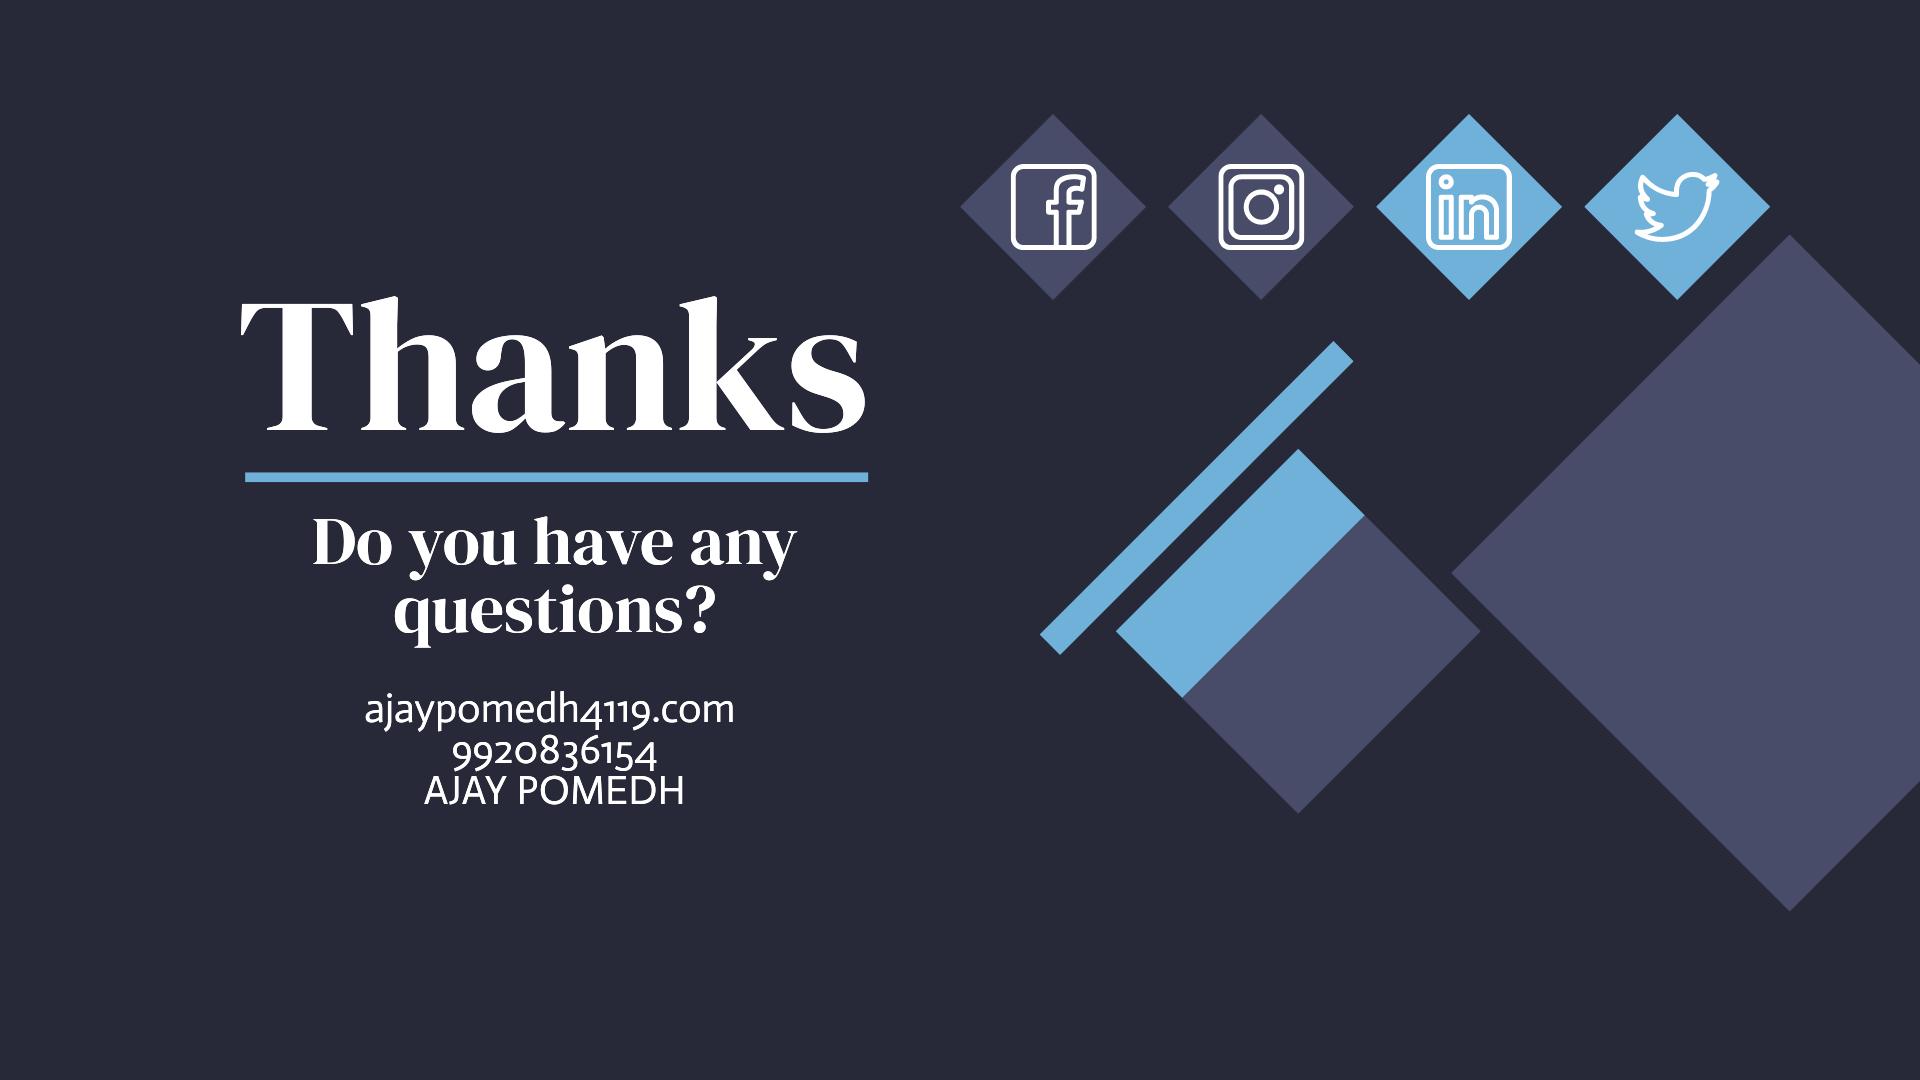 Thanks
Do you have any
questions?
ajaypomedh4119.com
9920836154
AJAY POMEDH